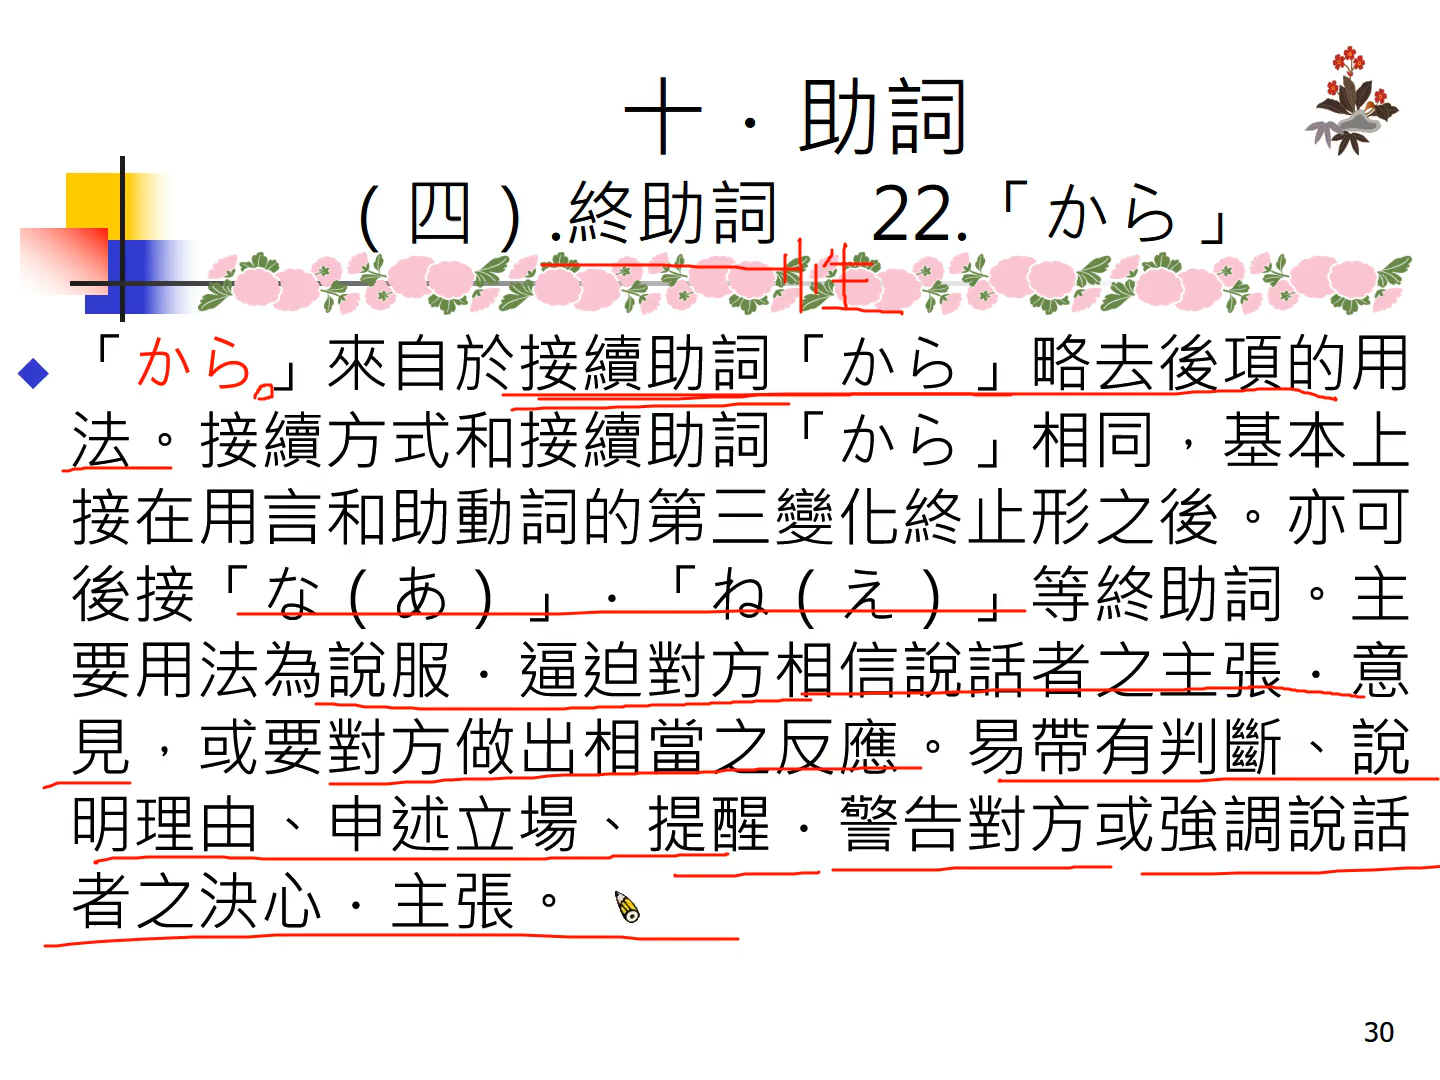 十．助詞
(四).終助詞　22.「から」
「から」來自於接續助詞「から」略去後項的用
法。接續方式和接續助詞「から」相同，基本上
接在用言和助動詞的第三變化終止形之後。亦可
後接「な(あ)」．「ね(え)」等終助詞。主
要用法為說服．逼迫對方相信說話者之主張．意
見，或要對方做出相當之反應。易帶有判斷、說
明理由、申述立場、提醒．警告對方或強調說話
者之決心．主張。
30